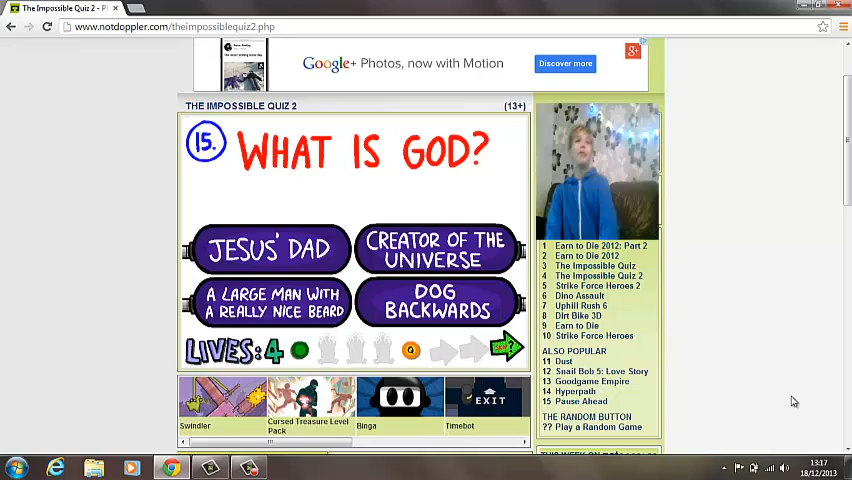 The Impossible Quiz 2 - P
www.notdoppler.com/theimpossiblequiz2.php
Google+ Photos, now with Motion
Discover more
THE IMPOSSIBLE QUIZ 2
(13+)
15.
WHAT IS GOD?
JESUS' DAD
CREATOR OF THE
UNIVERSE
A LARGE MAN WITH
A REALLY NICE BEARD
DOG
BACKWARDS
LIVES: 4
1 Earn to Die 2012: Part 2
2 Earn to Die 2012
3 The Impossible Quiz
4 The Impossible Quiz 2
5 Strike Force Heroes 2
6 Dino Assault
7 Uphill Rush 6
8 Dirt Bike 3D
9 Earn to Die
10 Strike Force Heroes
ALSO POPULAR
11 Dust
12 Snail Bob 5: Love Story
13 Goodgame Empire
14 Hyperpath
15 Pause Ahead
THE RANDOM BUTTON
?? Play a Random Game
EXIT
Swindler
Cursed Treasure Level
Pack
Binga
Timebot
13:17
18/12/2013